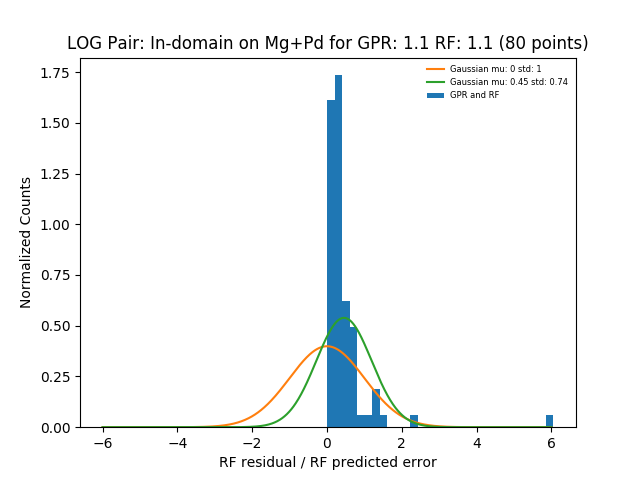 LOG Pair: In-domain on Mg+Pd for GPR: 1.1 RF: 1.1 (80 points)
Gaussian mu: 0 std: 1
Gaussian mu: 0.45 std: 0.74
GPR and RF
Normalized Counts
1.75
1.50
1.25
1.00
0.75
0.50
0.25
0.00
−6 −4 −2 0 2 4 6
RF residual / RF predicted error